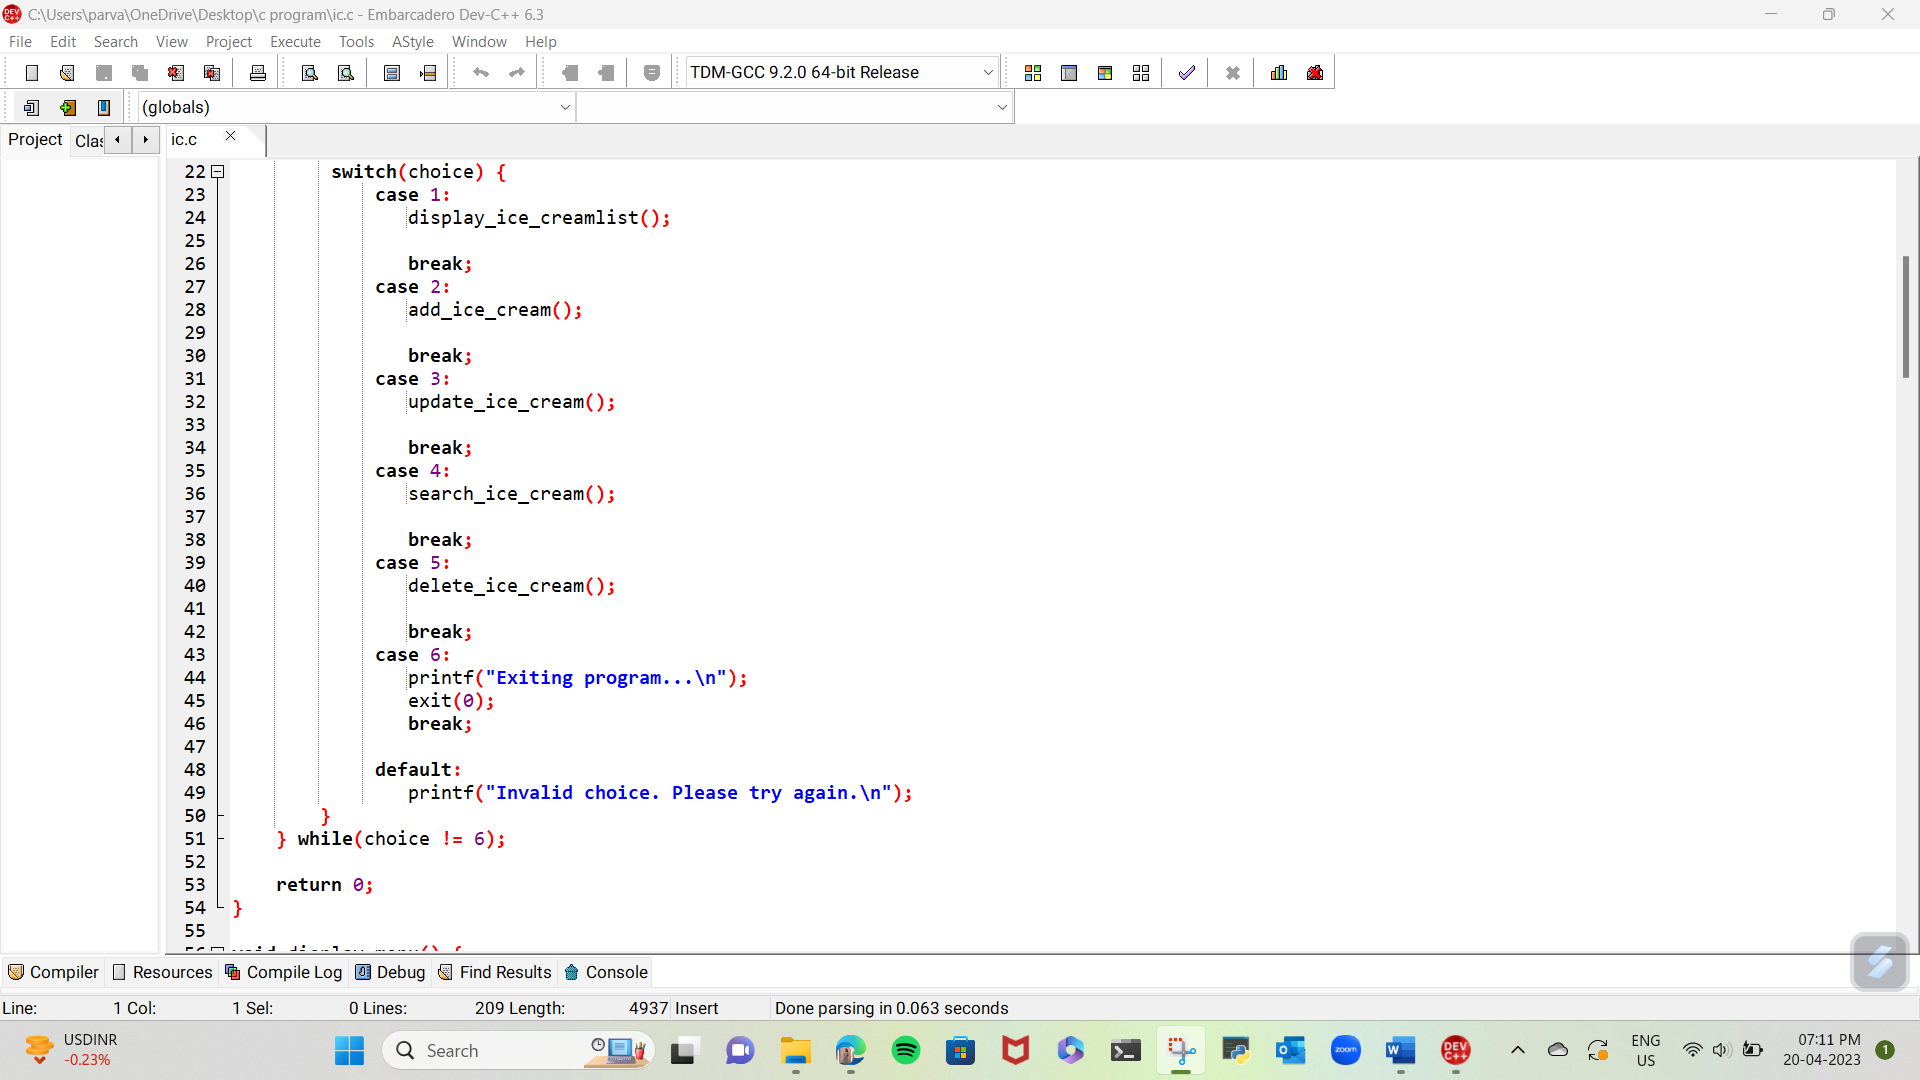 C:\Users\parva\OneDrive\Desktop\c program\ic.c - Embarcadero Dev-C++ 6.3
File Edit Search View Project Execute Tools AStyle Window Help
TDM-GCC 9.2.0 64-bit Release
(globals)
Project Clas ic.c
22 switch(choice) {
23 case 1:
24 display_ice_creamlist();
25
26 break;
27 case 2:
28 add_ice_cream();
29
30 break;
31 case 3:
32 update_ice_cream();
33
34 break;
35 case 4:
36 search_ice_cream();
37
38 break;
39 case 5:
40 delete_ice_cream();
41
42 break;
43 case 6:
44 printf("Exiting program...\n");
45 exit(0);
46 break;
47
48 default:
49 printf("Invalid choice. Please try again.\n");
50 }
51 } while(choice != 6);
52
53 return 0;
54 }
55
Compiler Resources Compile Log Debug Find Results Console
Line: 1 Col: 1 Sel: 0 Lines: 209 Length: 4937 Insert Done parsing in 0.063 seconds
USDINR
-0.23%
Search
zoom
DEV C++
ENG
US
07:11 PM
20-04-2023
1